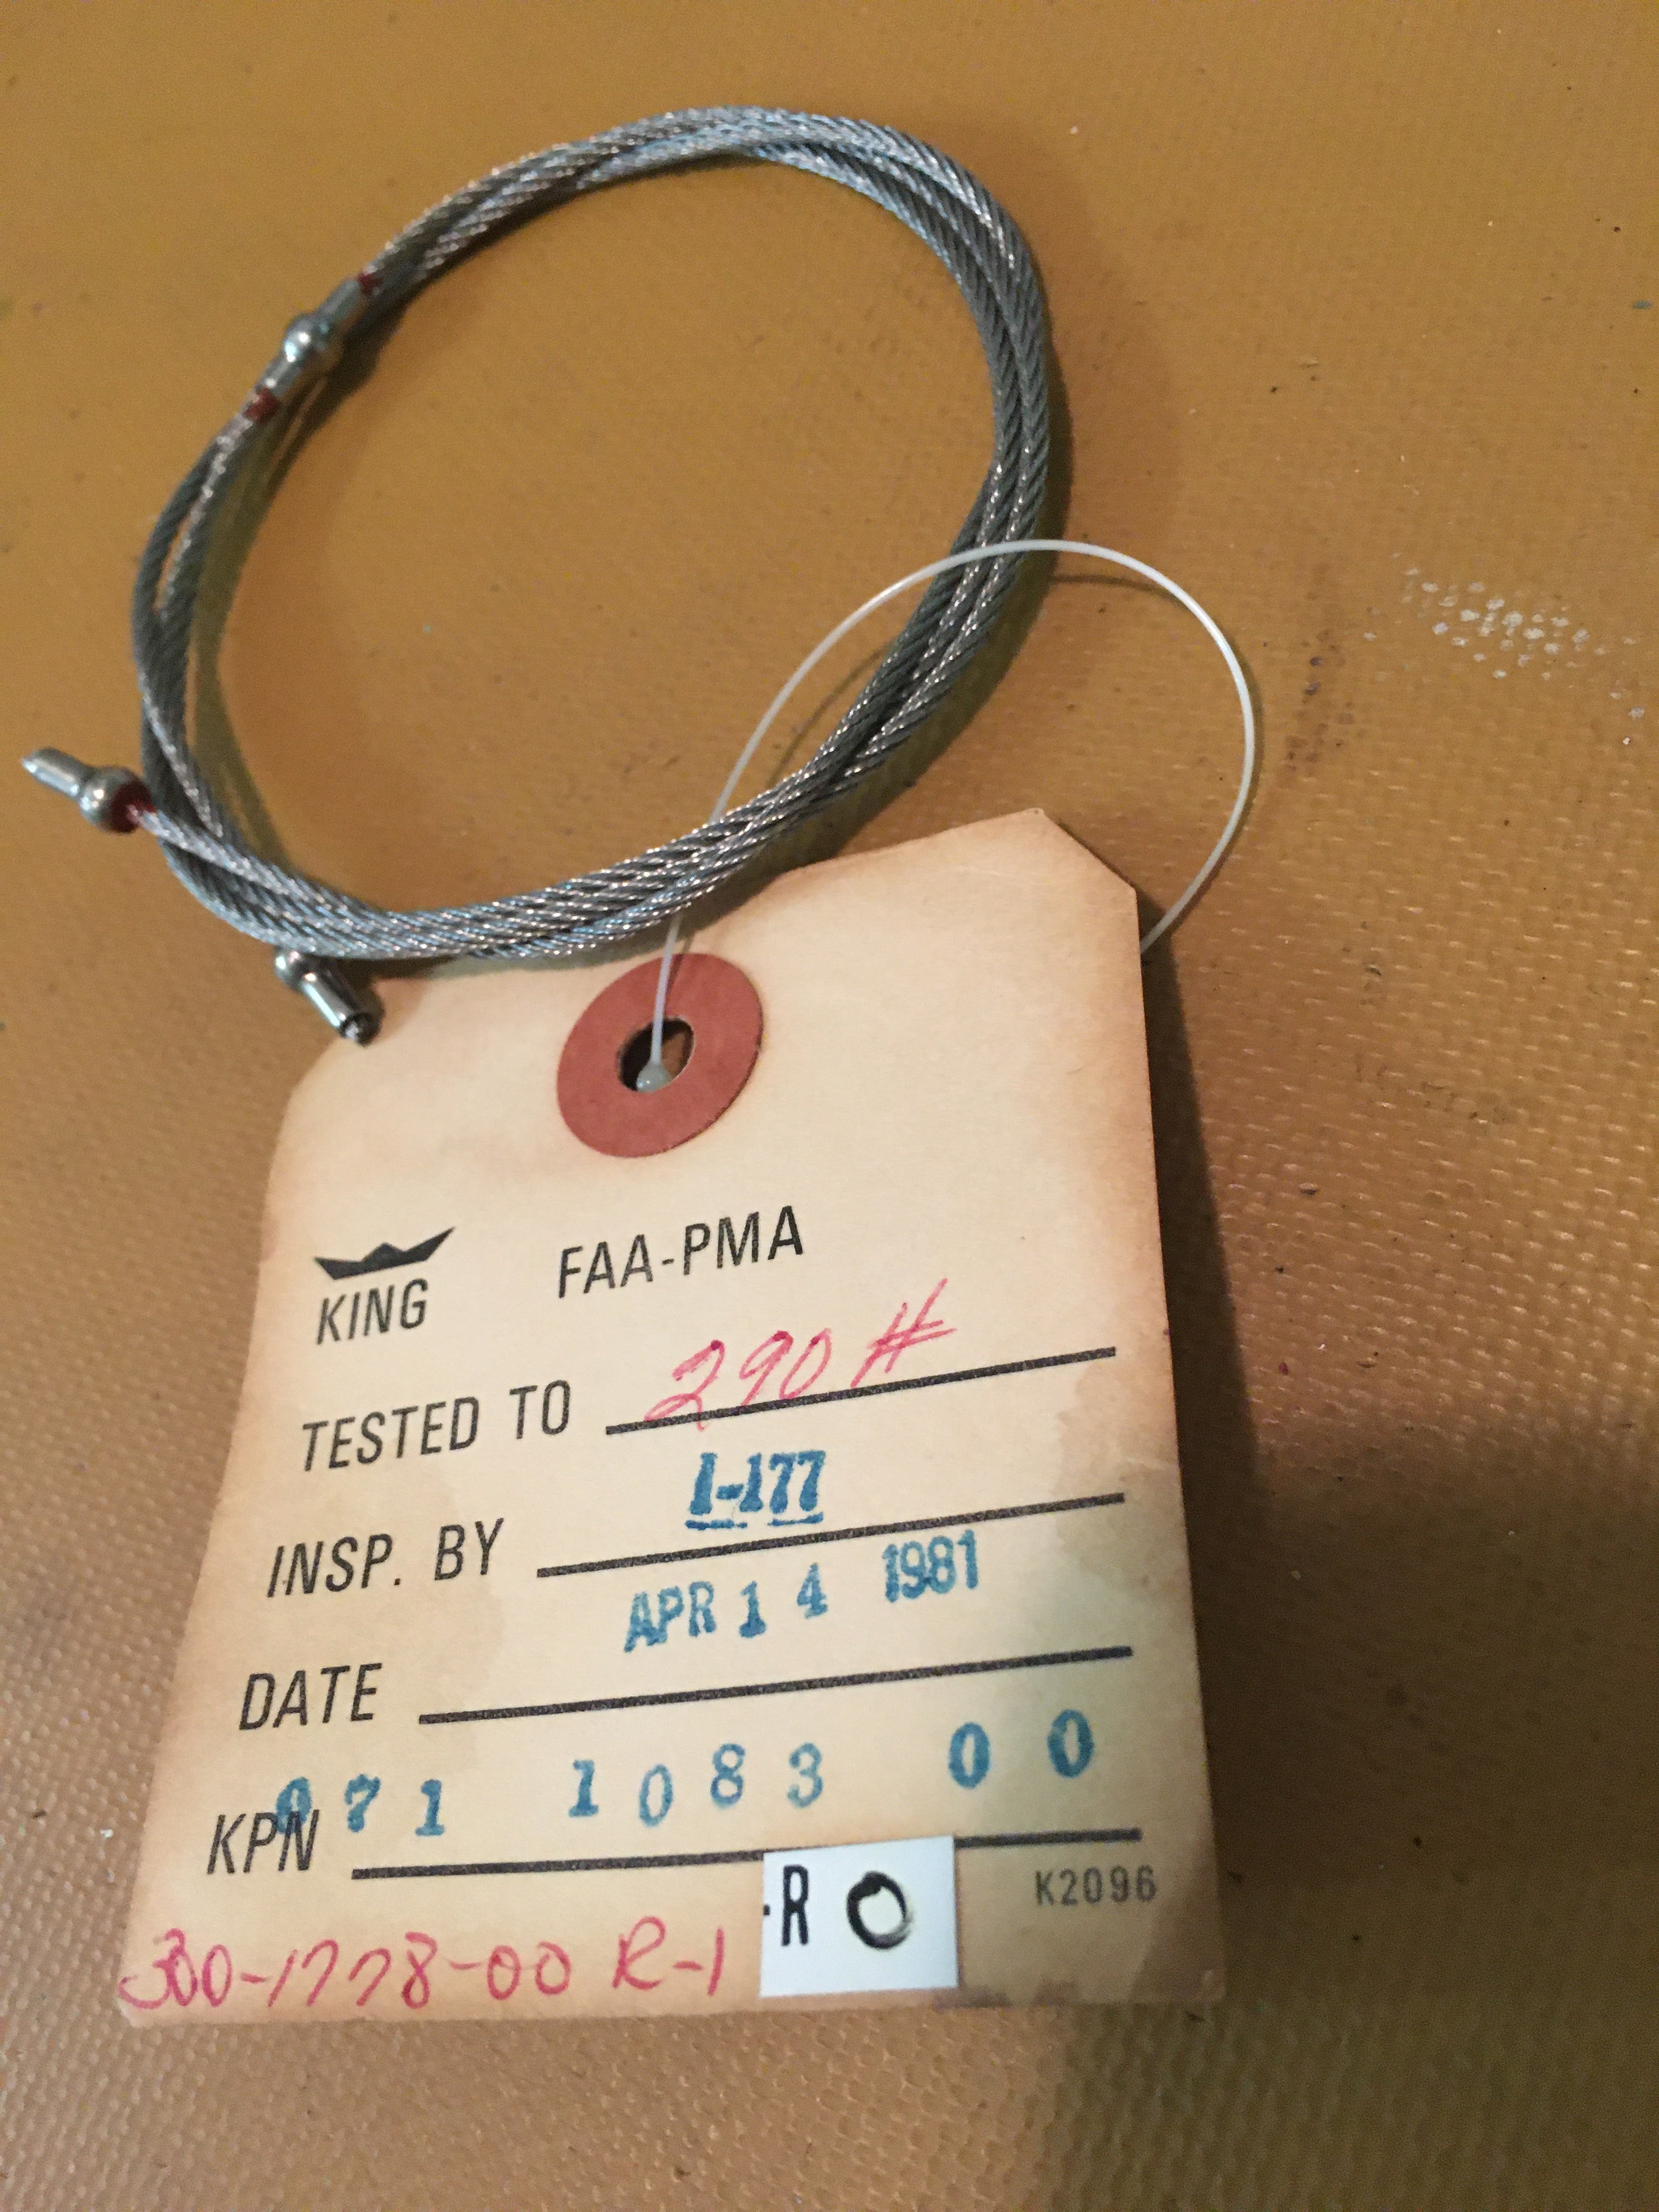 KING FAA-PMA
TESTED TO 290 #
INSP. BY I-177
DATE APR 14 1981
KPN 071 1083 00
K2096
300-1778-00 R-1 -R O